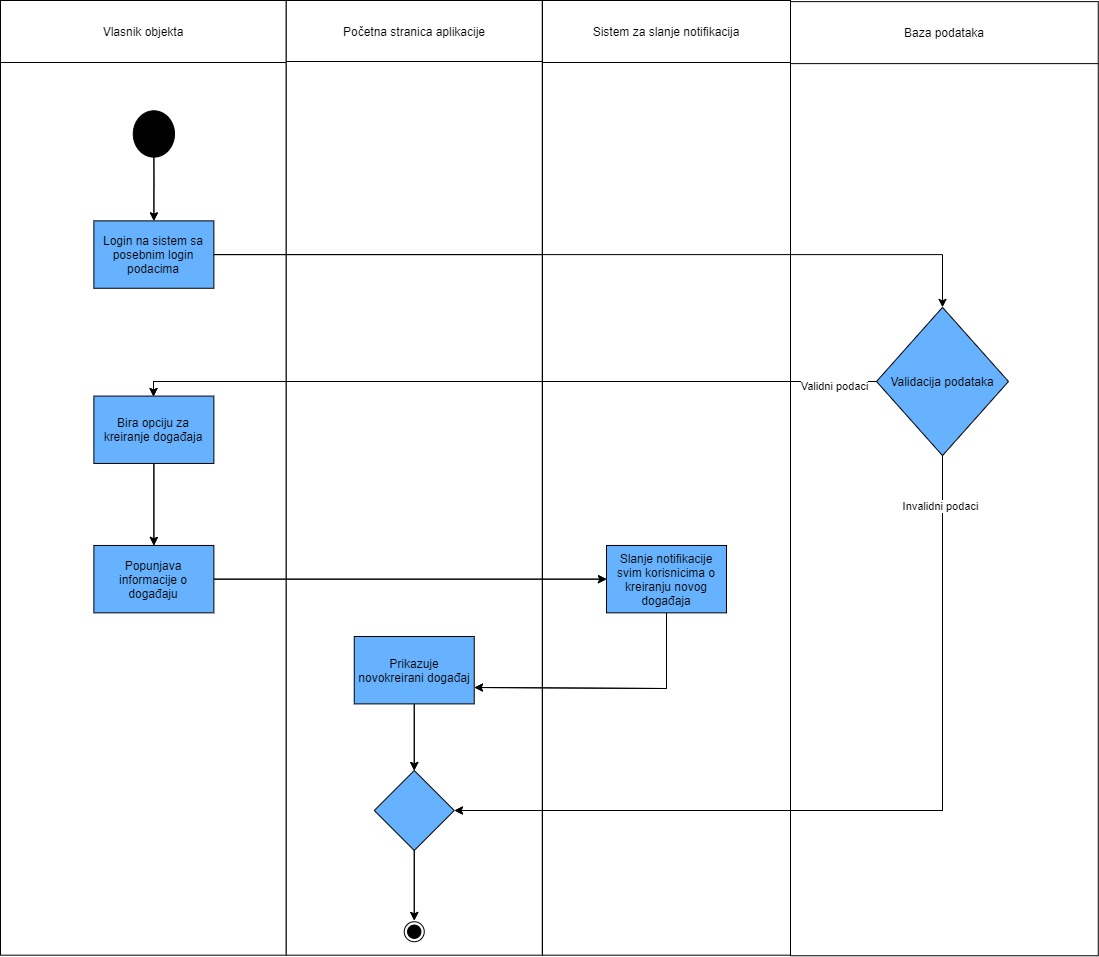 Vlasnik objekta
Početna stranica aplikacije
Sistem za slanje notifikacija
Baza podataka
Login na sistem sa
posebnim login
podacima
Validacija podataka
Validni podaci
Bira opciju za
kreiranje događaja
Invalidni podaci
Popunjava
informacije o
događaju
Slanje notifikacije
svim korisnicima o
kreiranju novog
događaja
Prikazuje
novokreirani događaj